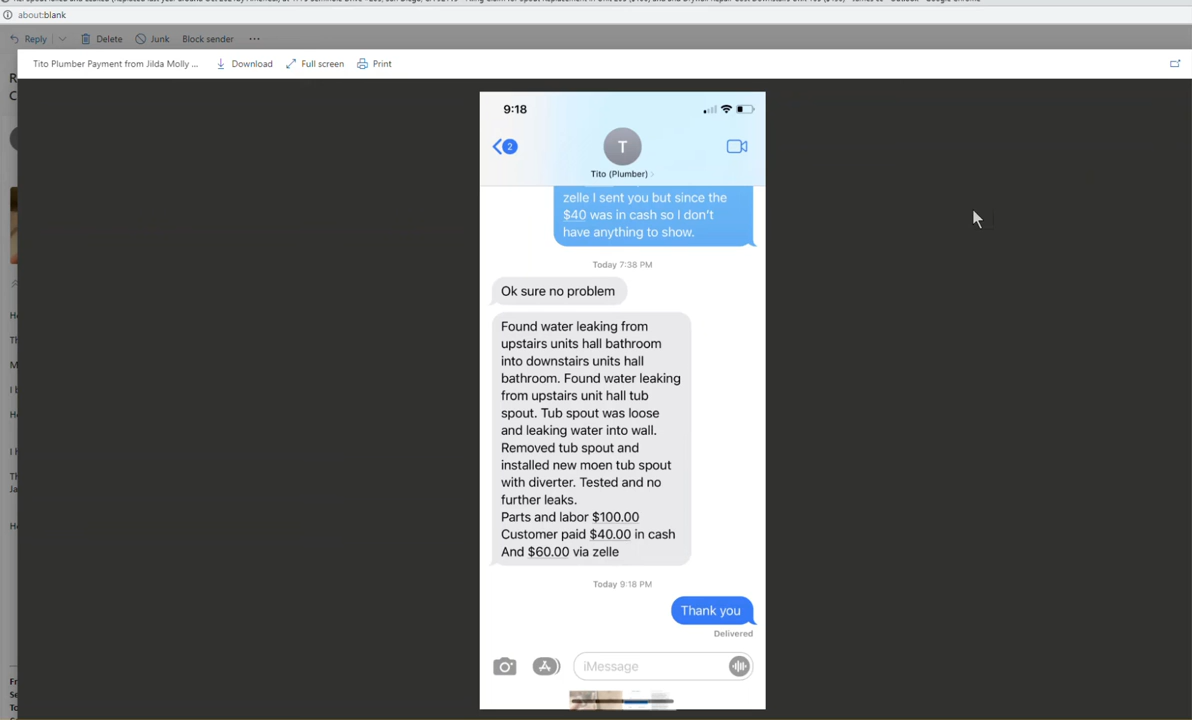 about:blank
Reply Delete Junk Block sender ...
Tito Plumber Payment from Jilda Molly ... Download Full screen Print
9:18
2
T
Tito (Plumber)
zelle I sent you but since the
$40 was in cash so I don't
have anything to show.
Today 7:38 PM
Ok sure no problem
Found water leaking from
upstairs units hall bathroom
into downstairs units hall
bathroom. Found water leaking
from upstairs unit hall tub
spout. Tub spout was loose
and leaking water into wall.
Removed tub spout and
installed new moen tub spout
with diverter. Tested and no
further leaks.
Parts and labor $100.00
Customer paid $40.00 in cash
And $60.00 via zelle
Today 9:18 PM
Thank you
Delivered
iMessage